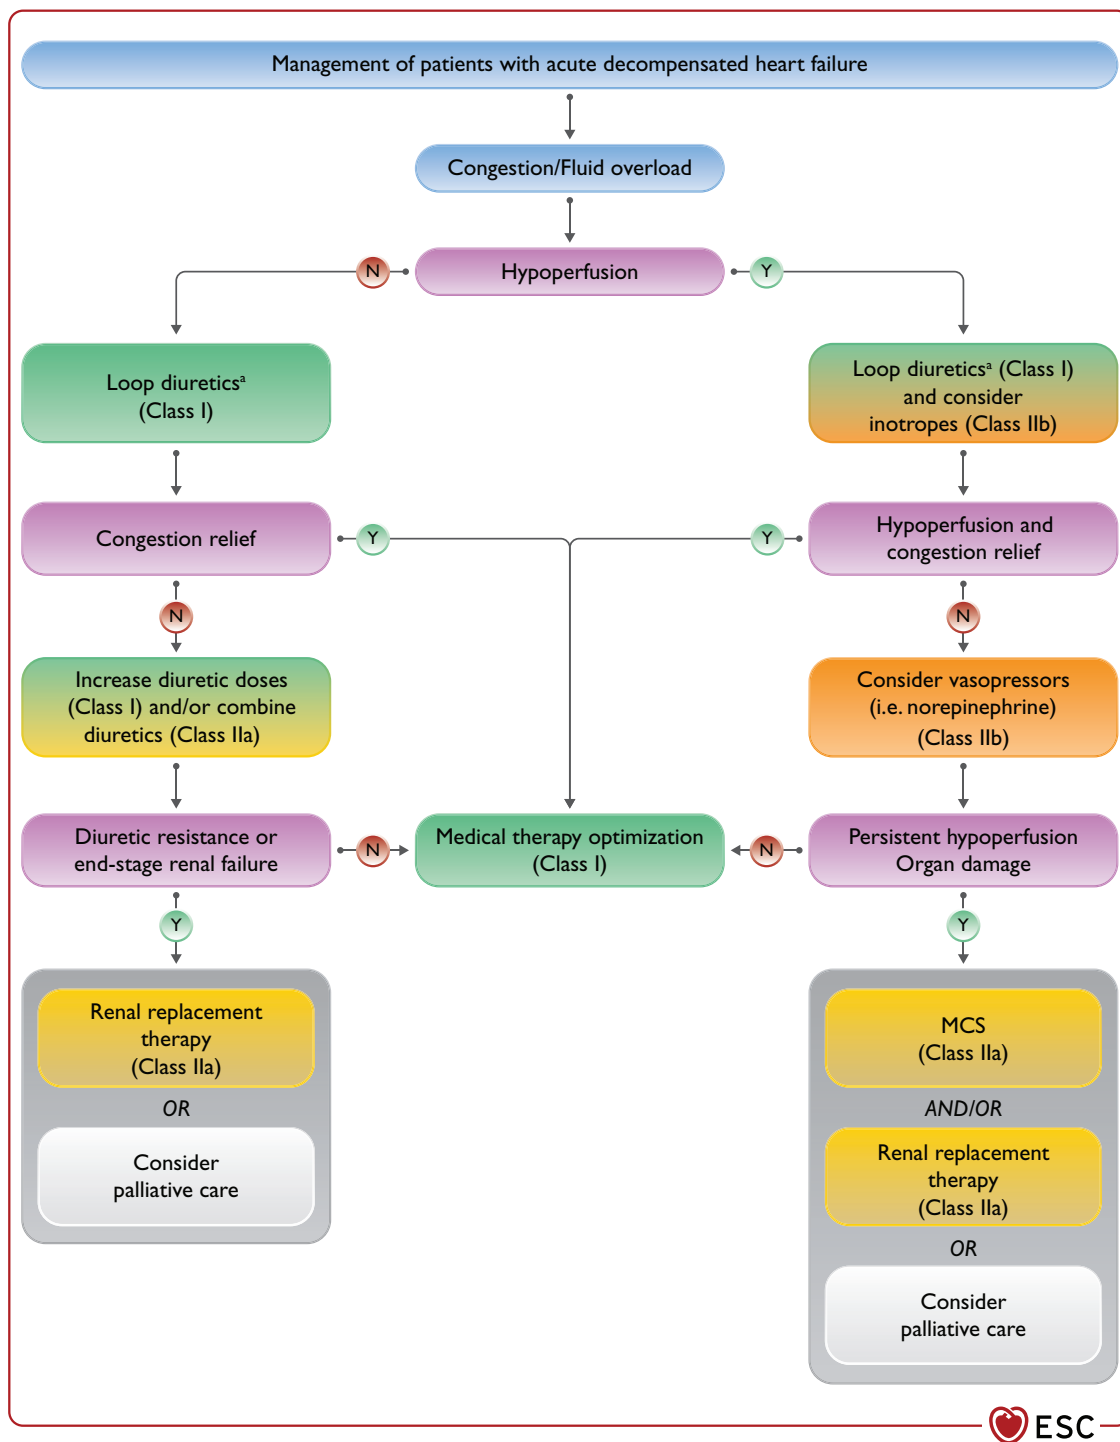 Management of patients with acute decompensated heart failure
Congestion/Fluid overload
Hypoperfusion
N
Y
Loop diureticsᵃ
(Class I)
Loop diureticsᵃ (Class I)
and consider
inotropes (Class IIb)
Congestion relief
Y
Y
Hypoperfusion and
congestion relief
N
N
Increase diuretic doses
(Class I) and/or combine
diuretics (Class IIa)
Consider vasopressors
(i.e. norepinephrine)
(Class IIb)
Diuretic resistance or
end-stage renal failure
N
Medical therapy optimization
(Class I)
N
Persistent hypoperfusion
Organ damage
Y
Y
Renal replacement
therapy
(Class IIa)
OR
Consider
palliative care
MCS
(Class IIa)
AND/OR
Renal replacement
therapy
(Class IIa)
OR
Consider
palliative care
ESC